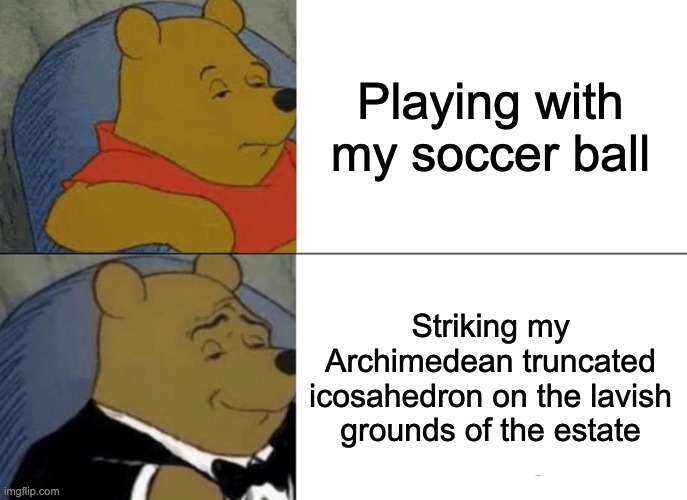 Playing with
my soccer ball
Striking my
Archimedean truncated
icosahedron on the lavish
grounds of the estate
imgflip.com